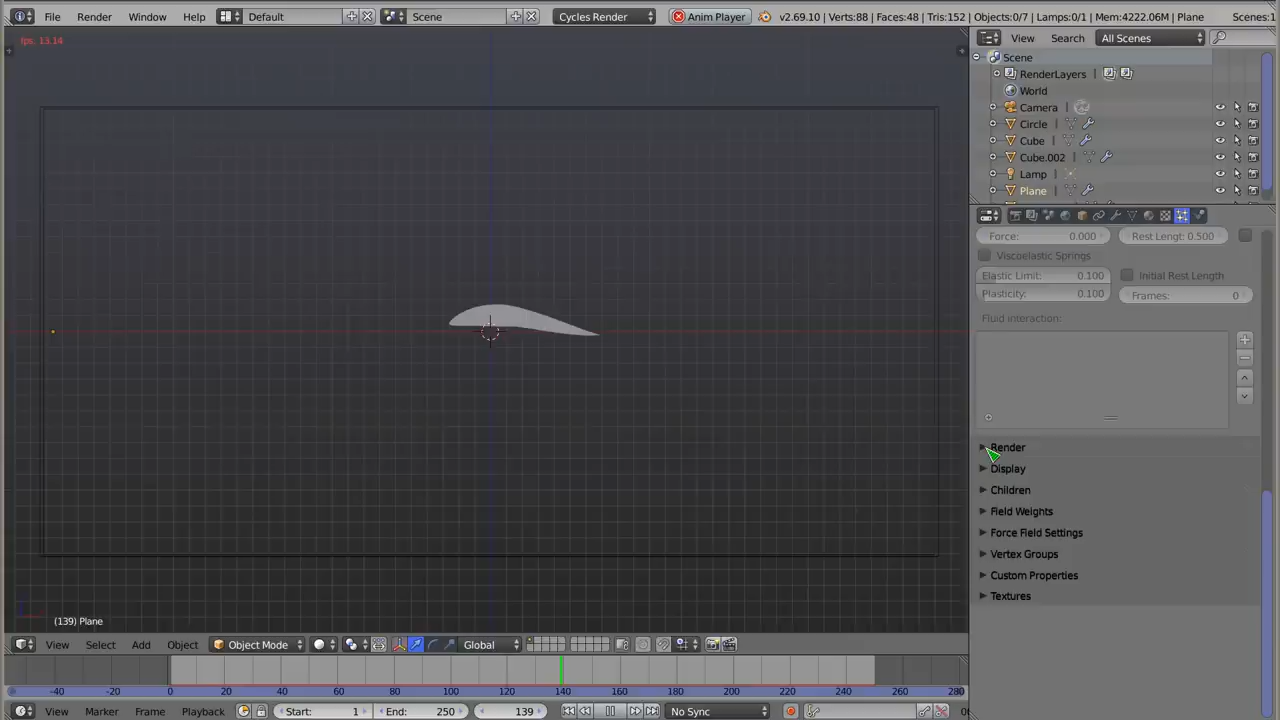 File Render Window Help Default Scene Cycles Render Anim Player v2.69.10 | Verts:88 | Faces:48 | Tris:152 | Objects:0/7 | Lamps:0/1 | Mem:4222.06M | Plane Scenes:1
fps: 13.14
View Search All Scenes
Scene
RenderLayers
World
Camera
Circle
Cube
Cube.002
Lamp
Plane
Force: 0.000 Rest Lengt: 0.500
Viscoelastic Springs
Elastic Limit: 0.100 Initial Rest Length
Plasticity: 0.100 Frames: 0
Fluid interaction:
Render
Display
Children
Field Weights
Force Field Settings
Vertex Groups
Custom Properties
Textures
(139) Plane
View Select Add Object Object Mode Global
-40 -20 0 20 40 60 80 100 120 140 160 180 200 220 240 260 280
View Marker Frame Playback Start: 1 End: 250 139 No Sync